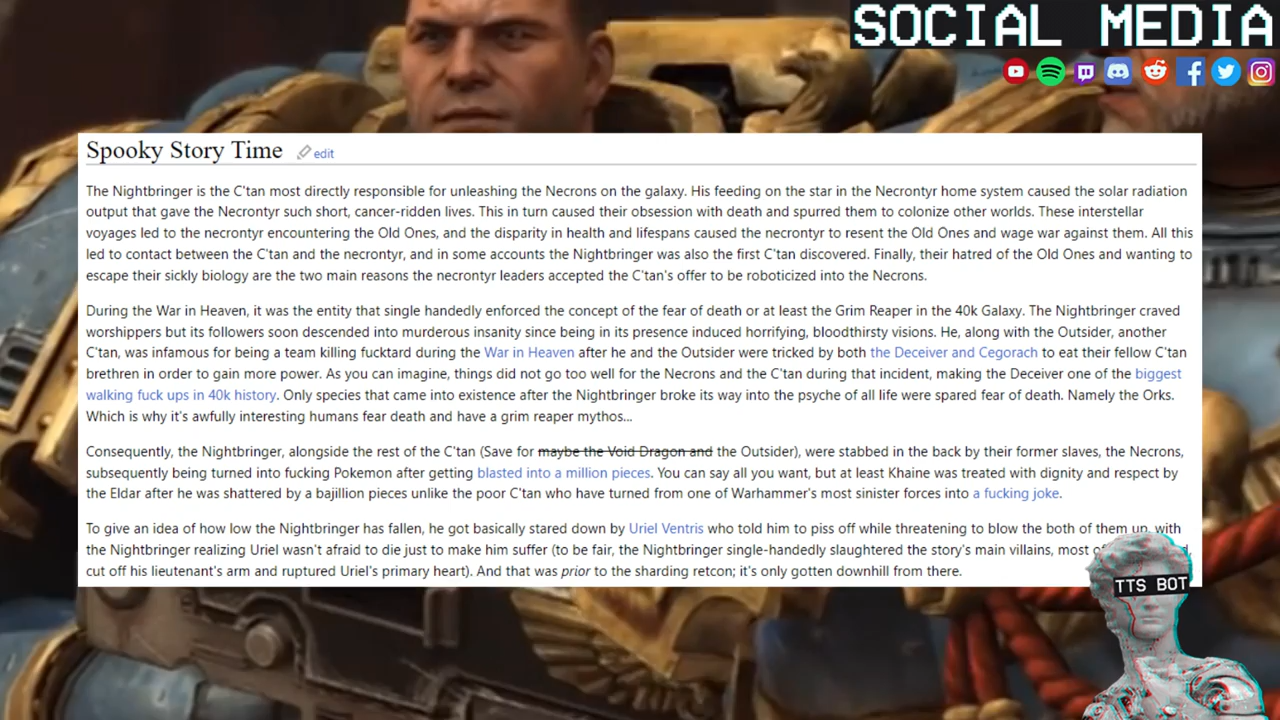 SOCIAL MEDIA
Spooky Story Time edit
The Nightbringer is the C'tan most directly responsible for unleashing the Necrons on the galaxy. His feeding on the star in the Necrontyr home system caused the solar radiation
output that gave the Necrontyr such short, cancer-ridden lives. This in turn caused their obsession with death and spurred them to colonize other worlds. These interstellar
voyages led to the necrontyr encountering the Old Ones, and the disparity in health and lifespans caused the necrontyr to resent the Old Ones and wage war against them. All this
led to contact between the C'tan and the necrontyr, and in some accounts the Nightbringer was also the first C'tan discovered. Finally, their hatred of the Old Ones and wanting to
escape their sickly biology are the two main reasons the necrontyr leaders accepted the C'tan's offer to be roboticized into the Necrons.
During the War in Heaven, it was the entity that single handedly enforced the concept of the fear of death or at least the Grim Reaper in the 40k Galaxy. The Nightbringer craved
worshippers but its followers soon descended into murderous insanity since being in its presence induced horrifying, bloodthirsty visions. He, along with the Outsider, another
C'tan, was infamous for being a team killing fucktard during the War in Heaven after he and the Outsider were tricked by both the Deceiver and Cegorach to eat their fellow C'tan
brethren in order to gain more power. As you can imagine, things did not go too well for the Necrons and the C'tan during that incident, making the Deceiver one of the biggest
walking fuck ups in 40k history. Only species that came into existence after the Nightbringer broke its way into the psyche of all life were spared fear of death. Namely the Orks.
Which is why it's awfully interesting humans fear death and have a grim reaper mythos...
Consequently, the Nightbringer, alongside the rest of the C'tan (Save for maybe the Void Dragon and the Outsider), were stabbed in the back by their former slaves, the Necrons,
subsequently being turned into fucking Pokemon after getting blasted into a million pieces. You can say all you want, but at least Khaine was treated with dignity and respect by
the Eldar after he was shattered by a bajillion pieces unlike the poor C'tan who have turned from one of Warhammer's most sinister forces into a fucking joke.
To give an idea of how low the Nightbringer has fallen, he got basically stared down by Uriel Ventris who told him to piss off while threatening to blow the both of them up, with
the Nightbringer realizing Uriel wasn't afraid to die just to make him suffer (to be fair, the Nightbringer single-handedly slaughtered the story's main villains, most
cut off his lieutenant's arm and ruptured Uriel's primary heart). And that was prior to the sharding retcon; it's only gotten downhill from there.
TTS BOT